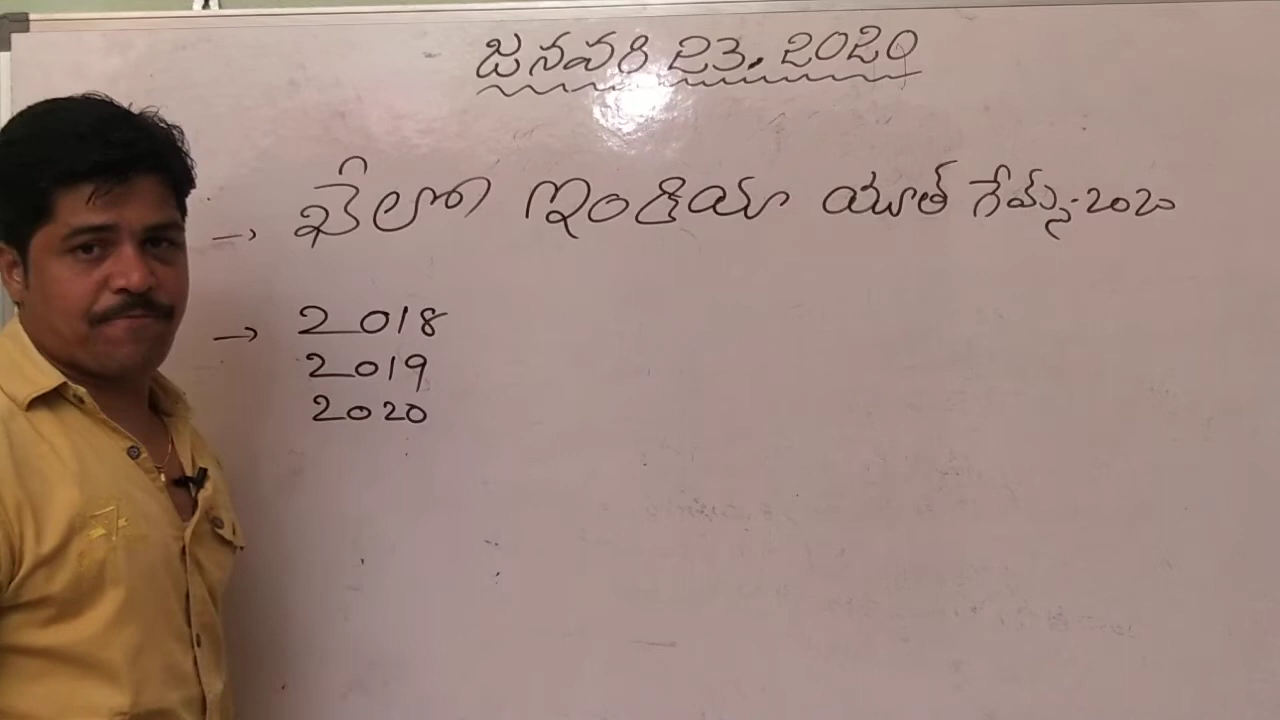 జనవరి 23, 2020
→ ఖేలో ఇండియా యూత్ గేమ్స్-2020
→ 2018
2019
2020